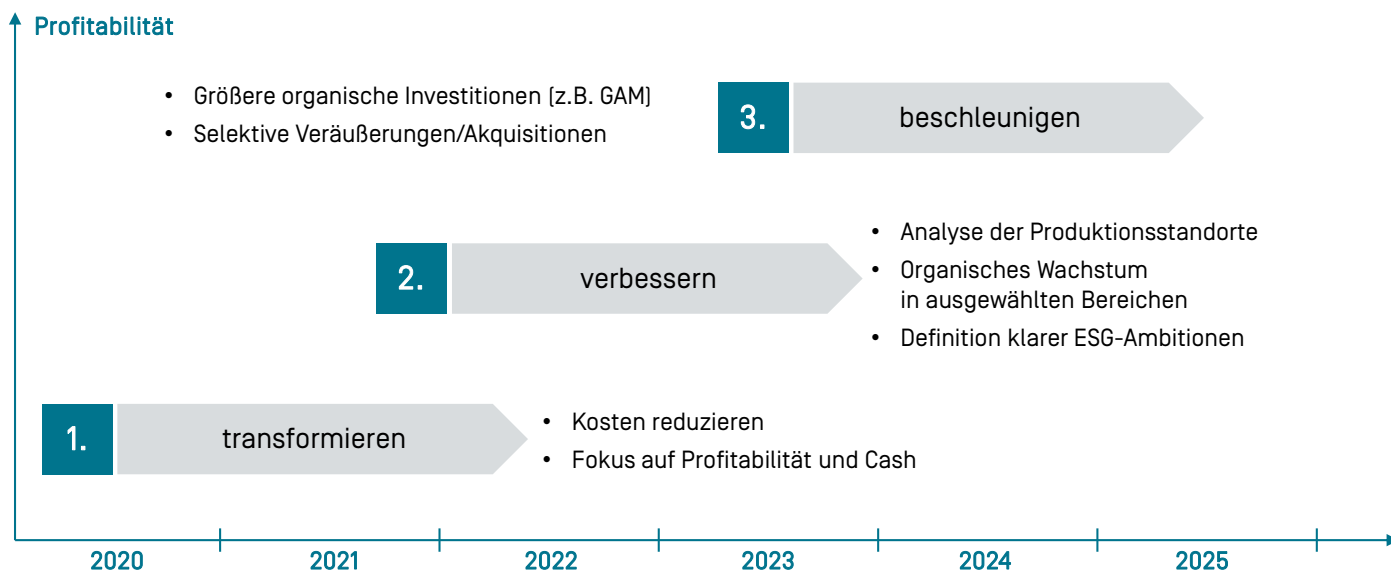 Profitabilität
• Größere organische Investitionen (z.B. GAM)
• Selektive Veräußerungen/Akquisitionen
3. beschleunigen
2. verbessern
• Analyse der Produktionsstandorte
• Organisches Wachstum
in ausgewählten Bereichen
• Definition klarer ESG-Ambitionen
1. transformieren
• Kosten reduzieren
• Fokus auf Profitabilität und Cash
2020 2021 2022 2023 2024 2025